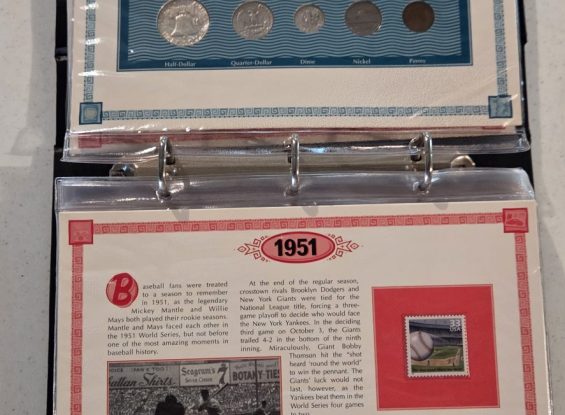 Half-Dollar
Quarter-Dollar
Dime
Nickel
Penny
1951
Baseball fans were treated
to a season to remember
in 1951, as the legendary
Mickey Mantle and Willie
Mays both played their rookie seasons.
Mantle and Mays faced each other in
the 1951 World Series, but not before
one of the most amazing moments in
baseball history.
At the end of the regular season,
crosstown rivals Brooklyn Dodgers and
New York Giants were tied for the
National League title, forcing a three-
game playoff to decide who would face
the New York Yankees. In the deciding
game on October 3, the Giants
trailed 4-2 in the bottom of the ninth
inning. Miraculously, Giant Bobby
Thomson hit the "shot
heard 'round the world"
to win the pennant. The
Giants' luck would not
last, however, as the
Yankees beat them in the
World Series four games
to two.
Seagram's
BOTANY TIES
33
USA